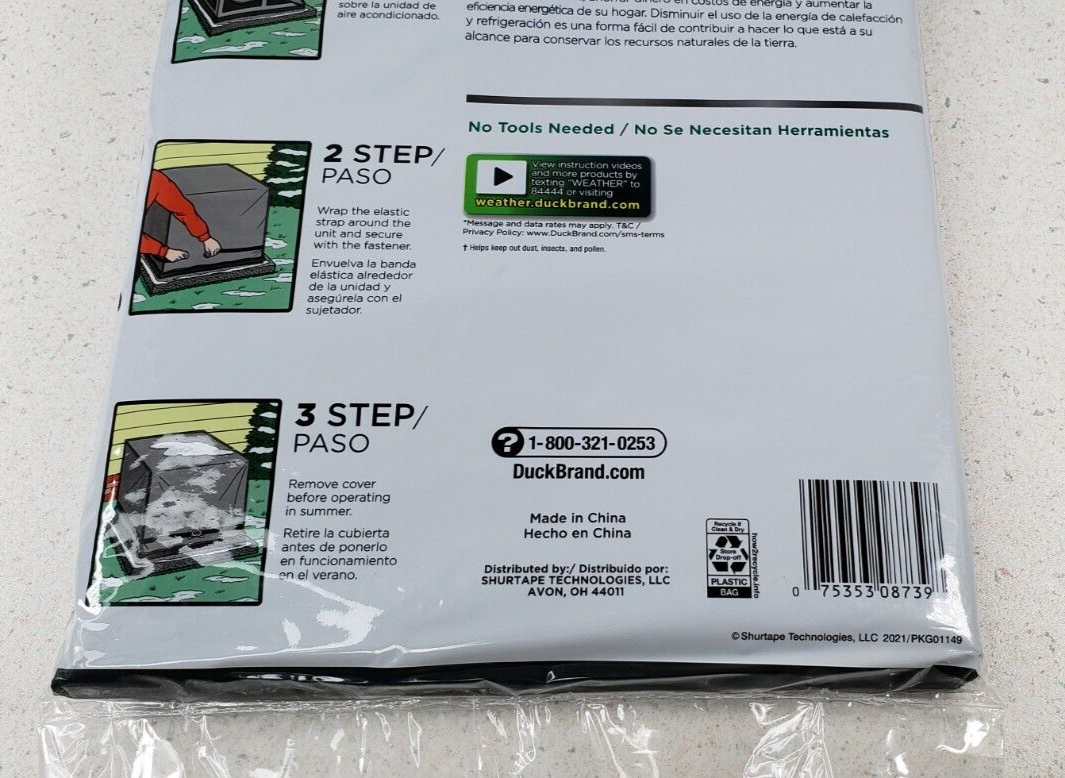 sobre la unidad de
aire acondicionado.
eficiencia energética de su hogar. Disminuir el uso de la energía de calefacción
y refrigeración es una forma fácil de contribuir a hacer lo que está a su
alcance para conservar los recursos naturales de la tierra.
No Tools Needed / No Se Necesitan Herramientas
View instruction videos
and more products by
texting "WEATHER" to
84444 or visiting
weather.duckbrand.com
*Message and data rates may apply. T&C /
Privacy Policy: www.DuckBrand.com/sms-terms
† Helps keep out dust, insects, and pollen.
2 STEP/
PASO
Wrap the elastic
strap around the
unit and secure
with the fastener.
Envuelva la banda
elástica alrededor
de la unidad y
asegúrela con el
sujetador.
3 STEP/
PASO
Remove cover
before operating
in summer.
Retire la cubierta
antes de ponerlo
en funcionamiento
en el verano.
? 1-800-321-0253
DuckBrand.com
Made in China
Hecho en China
Distributed by:/ Distribuido por:
SHURTAPE TECHNOLOGIES, LLC
AVON, OH 44011
Recycle if
Clean & Dry
Store
Drop-off
PLASTIC
BAG
how2recycle.info
0 75353 08739
©Shurtape Technologies, LLC 2021/PKG01149